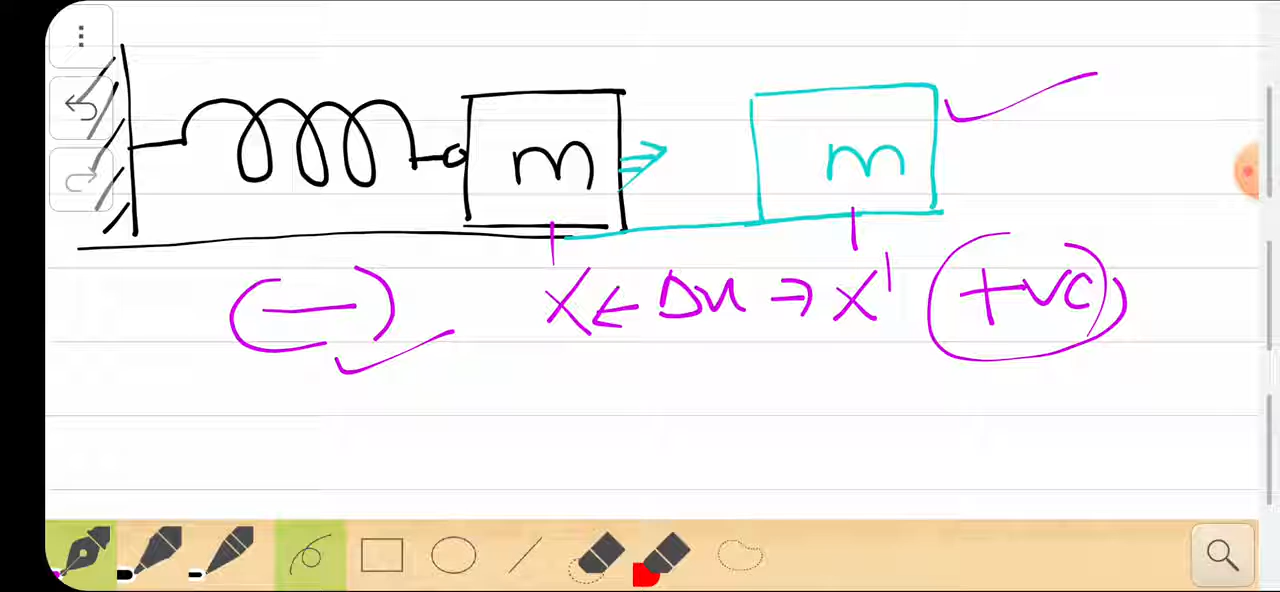 m m
(-) x ← Δx → x' (+ve)